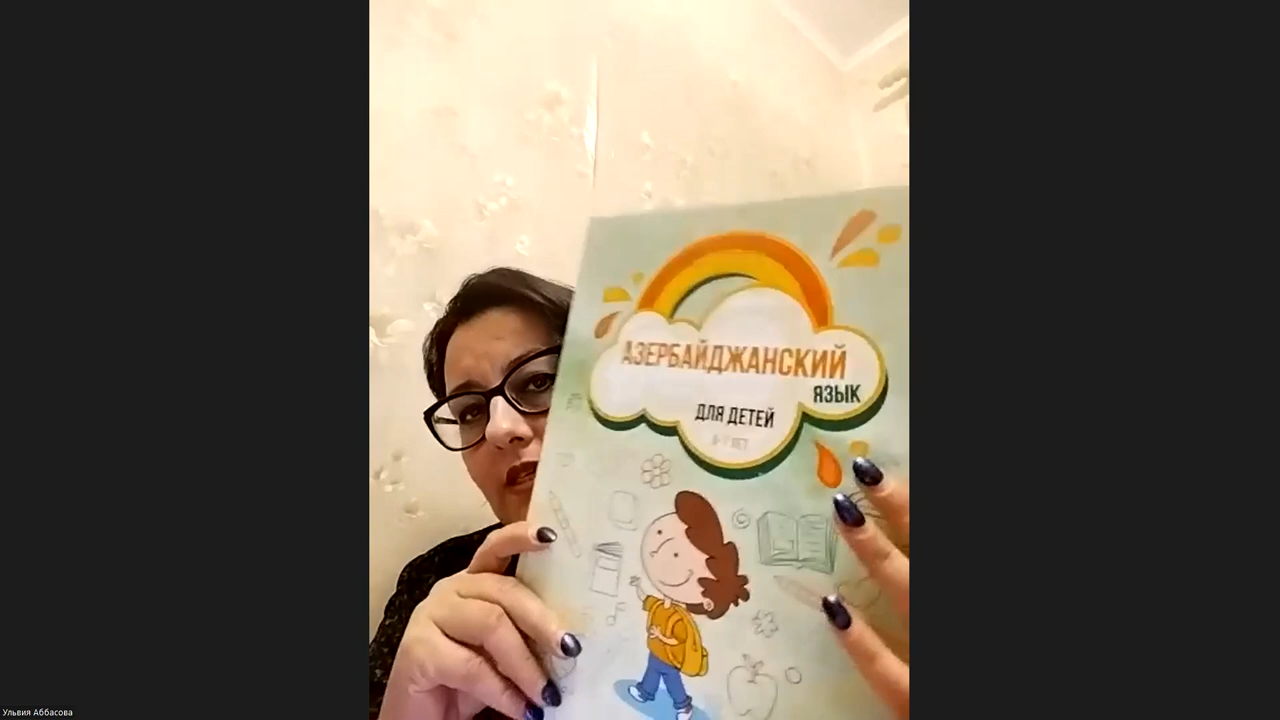 АЗЕРБАЙДЖАНСКИЙ
ЯЗЫК
ДЛЯ ДЕТЕЙ
Ульвия Аббасова